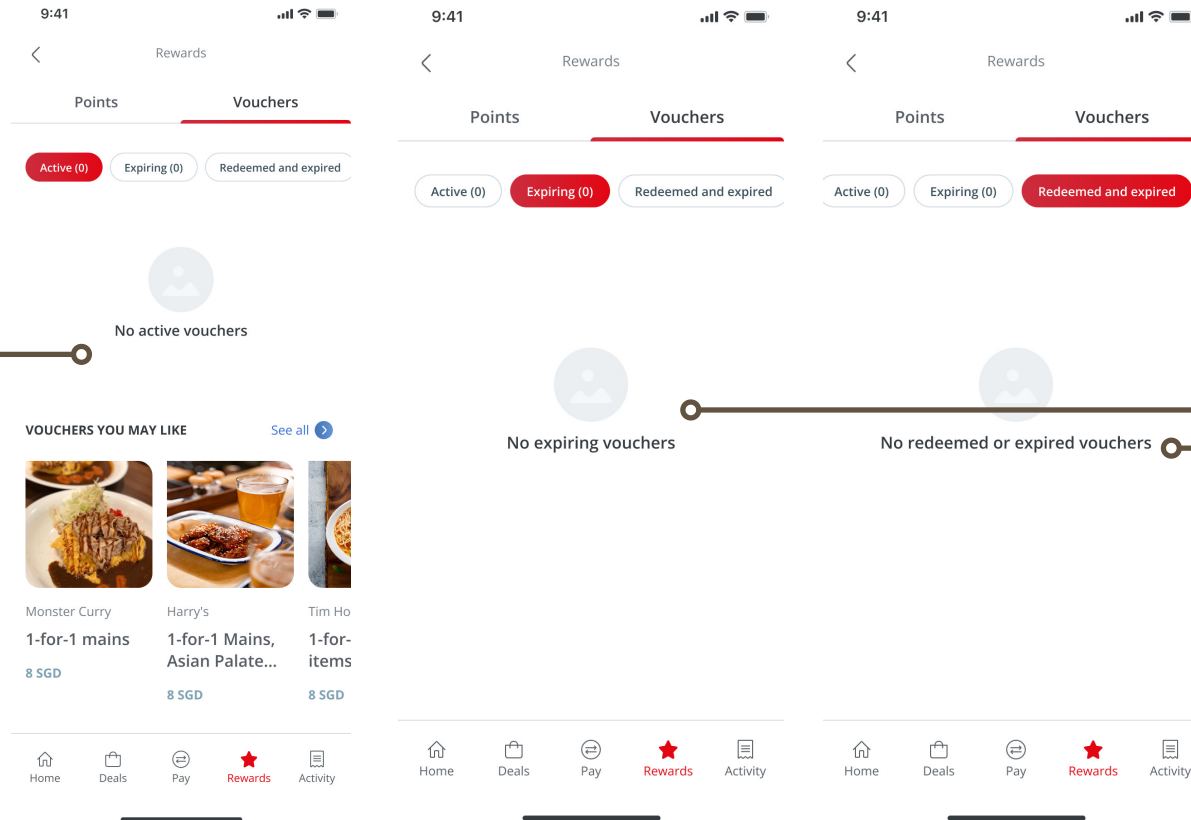 9:41
Rewards
Points Vouchers
Active (0) Expiring (0) Redeemed and expired
No active vouchers
VOUCHERS YOU MAY LIKE See all
Monster Curry Harry's Tim Ho
1-for-1 mains 1-for-1 Mains, 1-for-
Asian Palate... items
8 SGD
8 SGD 8 SGD
Home Deals Pay Rewards Activity
9:41
Rewards
Points Vouchers
Active (0) Expiring (0) Redeemed and expired
No expiring vouchers
Home Deals Pay Rewards Activity
9:41
Rewards
Points Vouchers
Active (0) Expiring (0) Redeemed and expired
No redeemed or expired vouchers
Home Deals Pay Rewards Activity